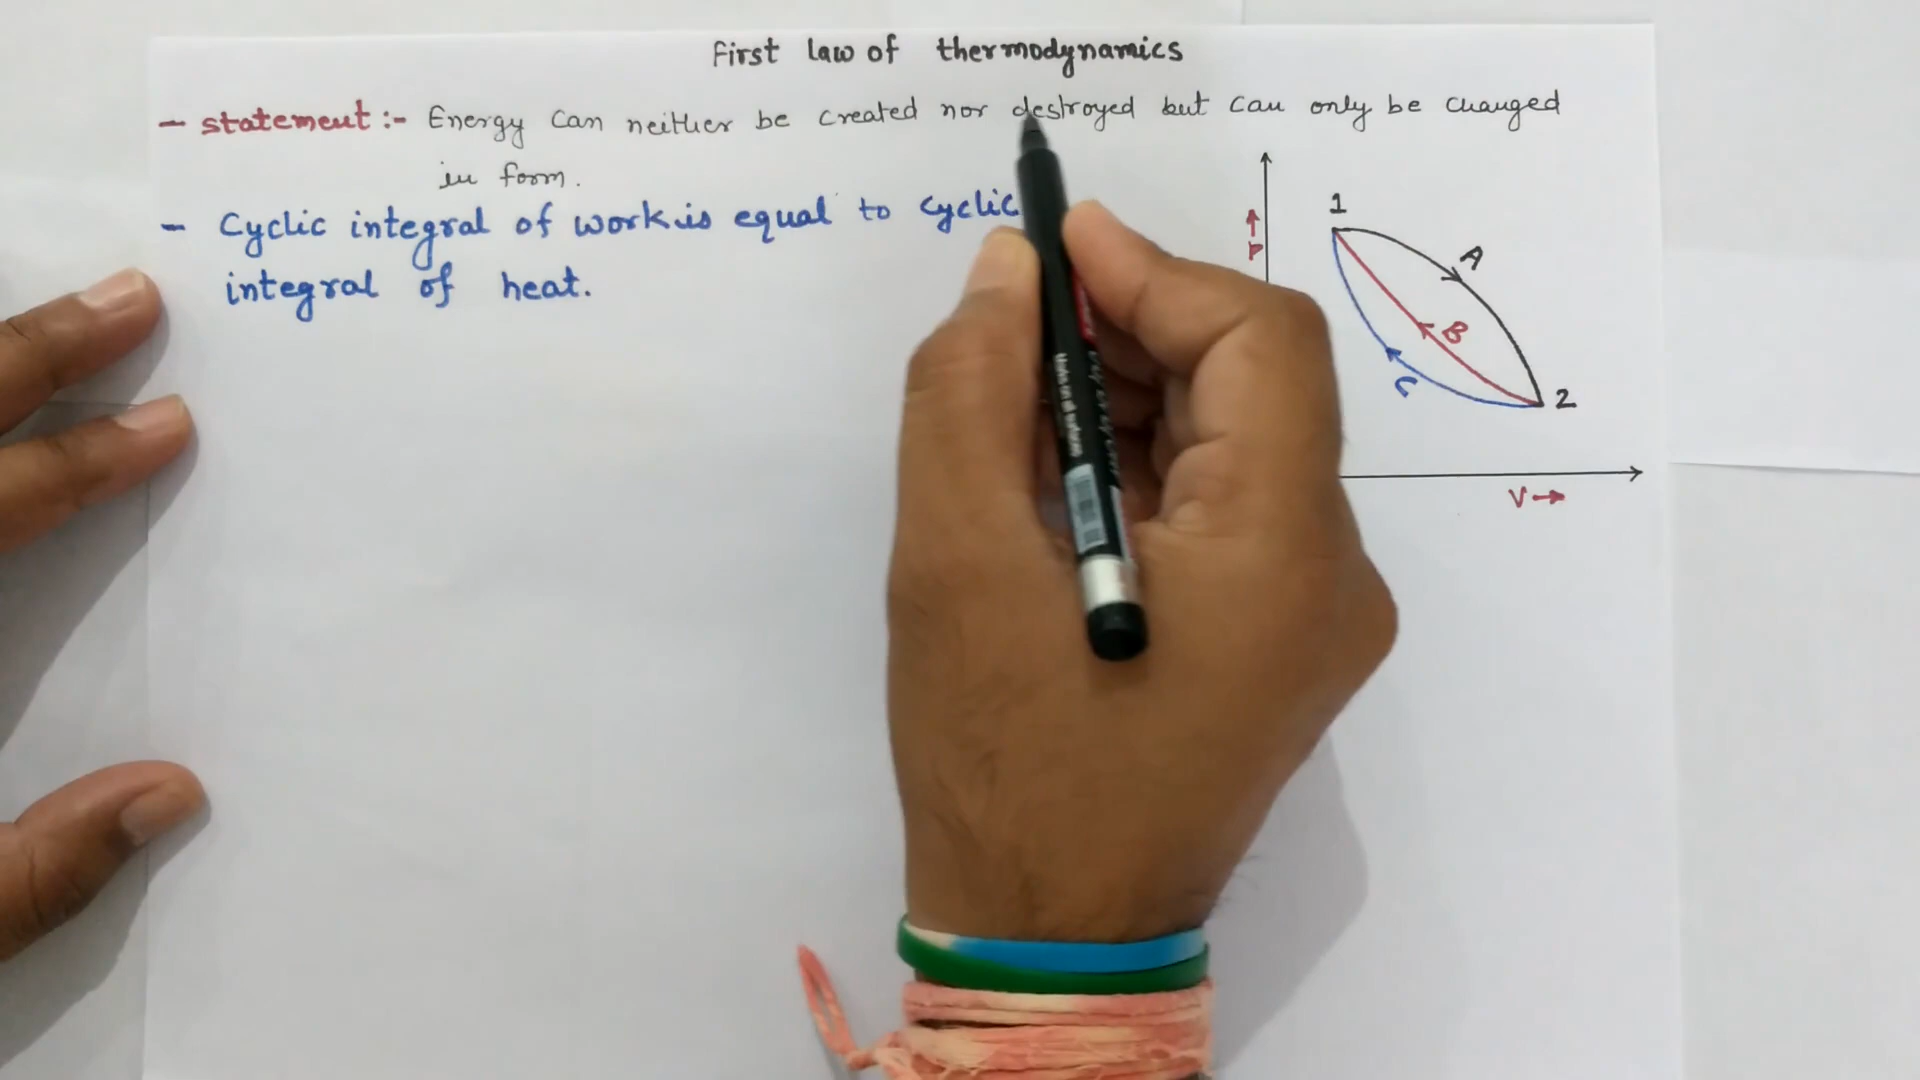 First law of thermodynamics
- statement :- Energy can neither be created nor destroyed but can only be changed
in form.
- Cyclic integral of work is equal to cyclic
integral of heat.
1
P
A
B
C
2
V